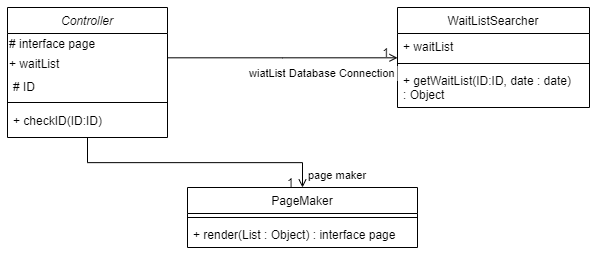 Controller
# interface page
+ waitList
# ID
+ checkID(ID:ID)
1
wiatList Database Connection
WaitListSearcher
+ waitList
+ getWaitList(ID:ID, date : date)
: Object
page maker
1
PageMaker
+ render(List : Object) : interface page